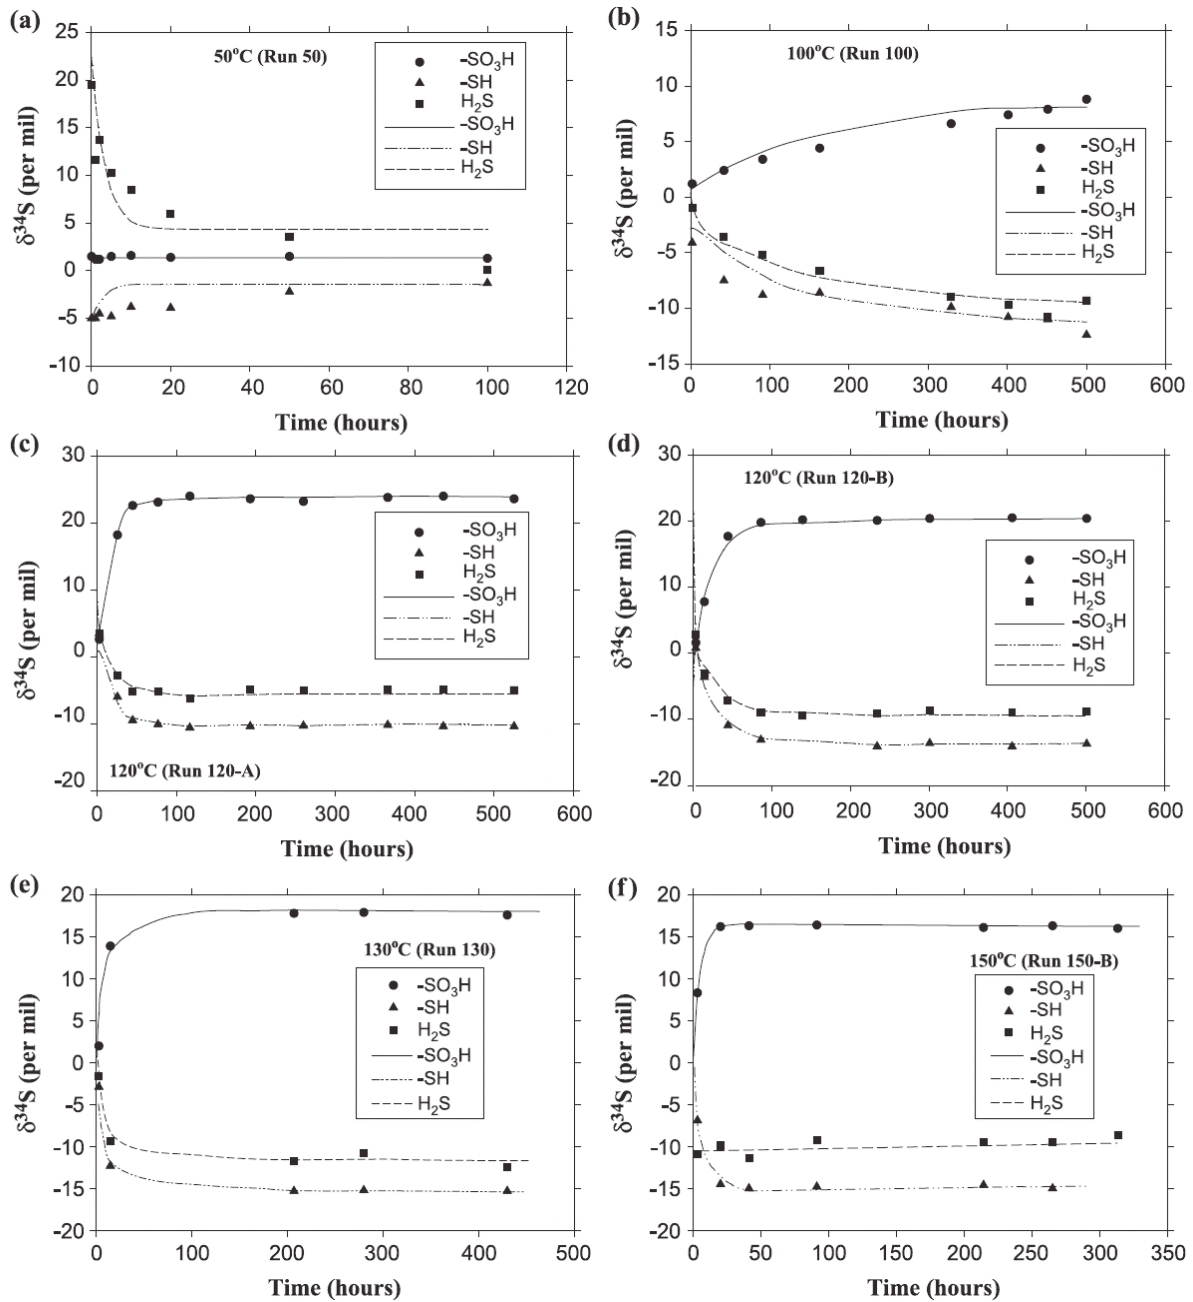 (a)
50°C (Run 50)
-SO₃H
-SH
H₂S
-SO₃H
-SH
H₂S
25
20
15
10
5
0
-5
-10
δ³⁴S (per mil)
0 20 40 60 80 100 120
Time (hours)
(b)
100°C (Run 100)
-SO₃H
-SH
H₂S
-SO₃H
-SH
H₂S
15
10
5
0
-5
-10
-15
δ³⁴S (per mil)
0 100 200 300 400 500 600
Time (hours)
(c)
-SO₃H
-SH
H₂S
-SO₃H
-SH
H₂S
120°C (Run 120-A)
30
20
10
0
-10
-20
δ³⁴S (per mil)
0 100 200 300 400 500 600
Time (hours)
(d)
120°C (Run 120-B)
-SO₃H
-SH
H₂S
-SO₃H
-SH
H₂S
30
20
10
0
-10
-20
δ³⁴S (per mil)
0 100 200 300 400 500 600
Time (hours)
(e)
130°C (Run 130)
-SO₃H
-SH
H₂S
-SO₃H
-SH
H₂S
20
15
10
5
0
-5
-10
-15
-20
δ³⁴S (per mil)
0 100 200 300 400 500
Time (hours)
(f)
150°C (Run 150-B)
-SO₃H
-SH
H₂S
-SO₃H
-SH
H₂S
20
15
10
5
0
-5
-10
-15
-20
δ³⁴S (per mil)
0 50 100 150 200 250 300 350
Time (hours)